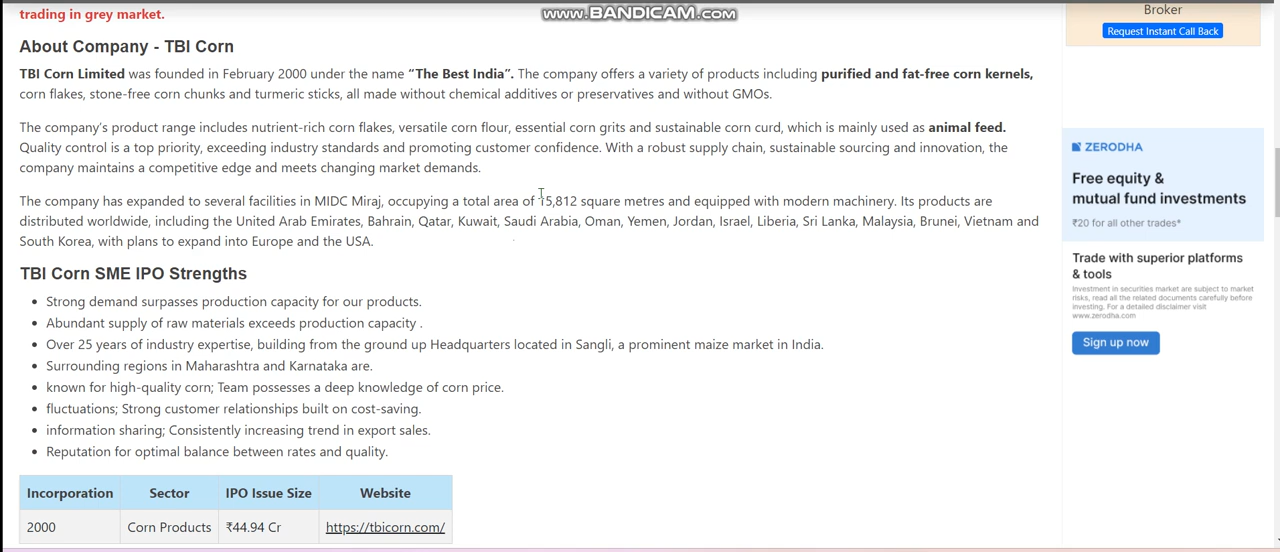 www.BANDICAM.com
trading in grey market.
About Company - TBI Corn
TBI Corn Limited was founded in February 2000 under the name “The Best India”. The company offers a variety of products including purified and fat-free corn kernels,
corn flakes, stone-free corn chunks and turmeric sticks, all made without chemical additives or preservatives and without GMOs.
The company's product range includes nutrient-rich corn flakes, versatile corn flour, essential corn grits and sustainable corn curd, which is mainly used as animal feed.
Quality control is a top priority, exceeding industry standards and promoting customer confidence. With a robust supply chain, sustainable sourcing and innovation, the
company maintains a competitive edge and meets changing market demands.
The company has expanded to several facilities in MIDC Miraj, occupying a total area of 15,812 square metres and equipped with modern machinery. Its products are
distributed worldwide, including the United Arab Emirates, Bahrain, Qatar, Kuwait, Saudi Arabia, Oman, Yemen, Jordan, Israel, Liberia, Sri Lanka, Malaysia, Brunei, Vietnam and
South Korea, with plans to expand into Europe and the USA.
TBI Corn SME IPO Strengths
Strong demand surpasses production capacity for our products.
Abundant supply of raw materials exceeds production capacity .
Over 25 years of industry expertise, building from the ground up Headquarters located in Sangli, a prominent maize market in India.
Surrounding regions in Maharashtra and Karnataka are.
known for high-quality corn; Team possesses a deep knowledge of corn price.
fluctuations; Strong customer relationships built on cost-saving.
information sharing; Consistently increasing trend in export sales.
Reputation for optimal balance between rates and quality.
Incorporation Sector IPO Issue Size Website
2000 Corn Products ₹44.94 Cr https://tbicorn.com/
Broker
Request Instant Call Back
ZERODHA
Free equity &
mutual fund investments
₹20 for all other trades*
Trade with superior platforms
& tools
Investment in securities market are subject to market
risks, read all the related documents carefully before
investing. For a detailed disclaimer visit
www.zerodha.com
Sign up now